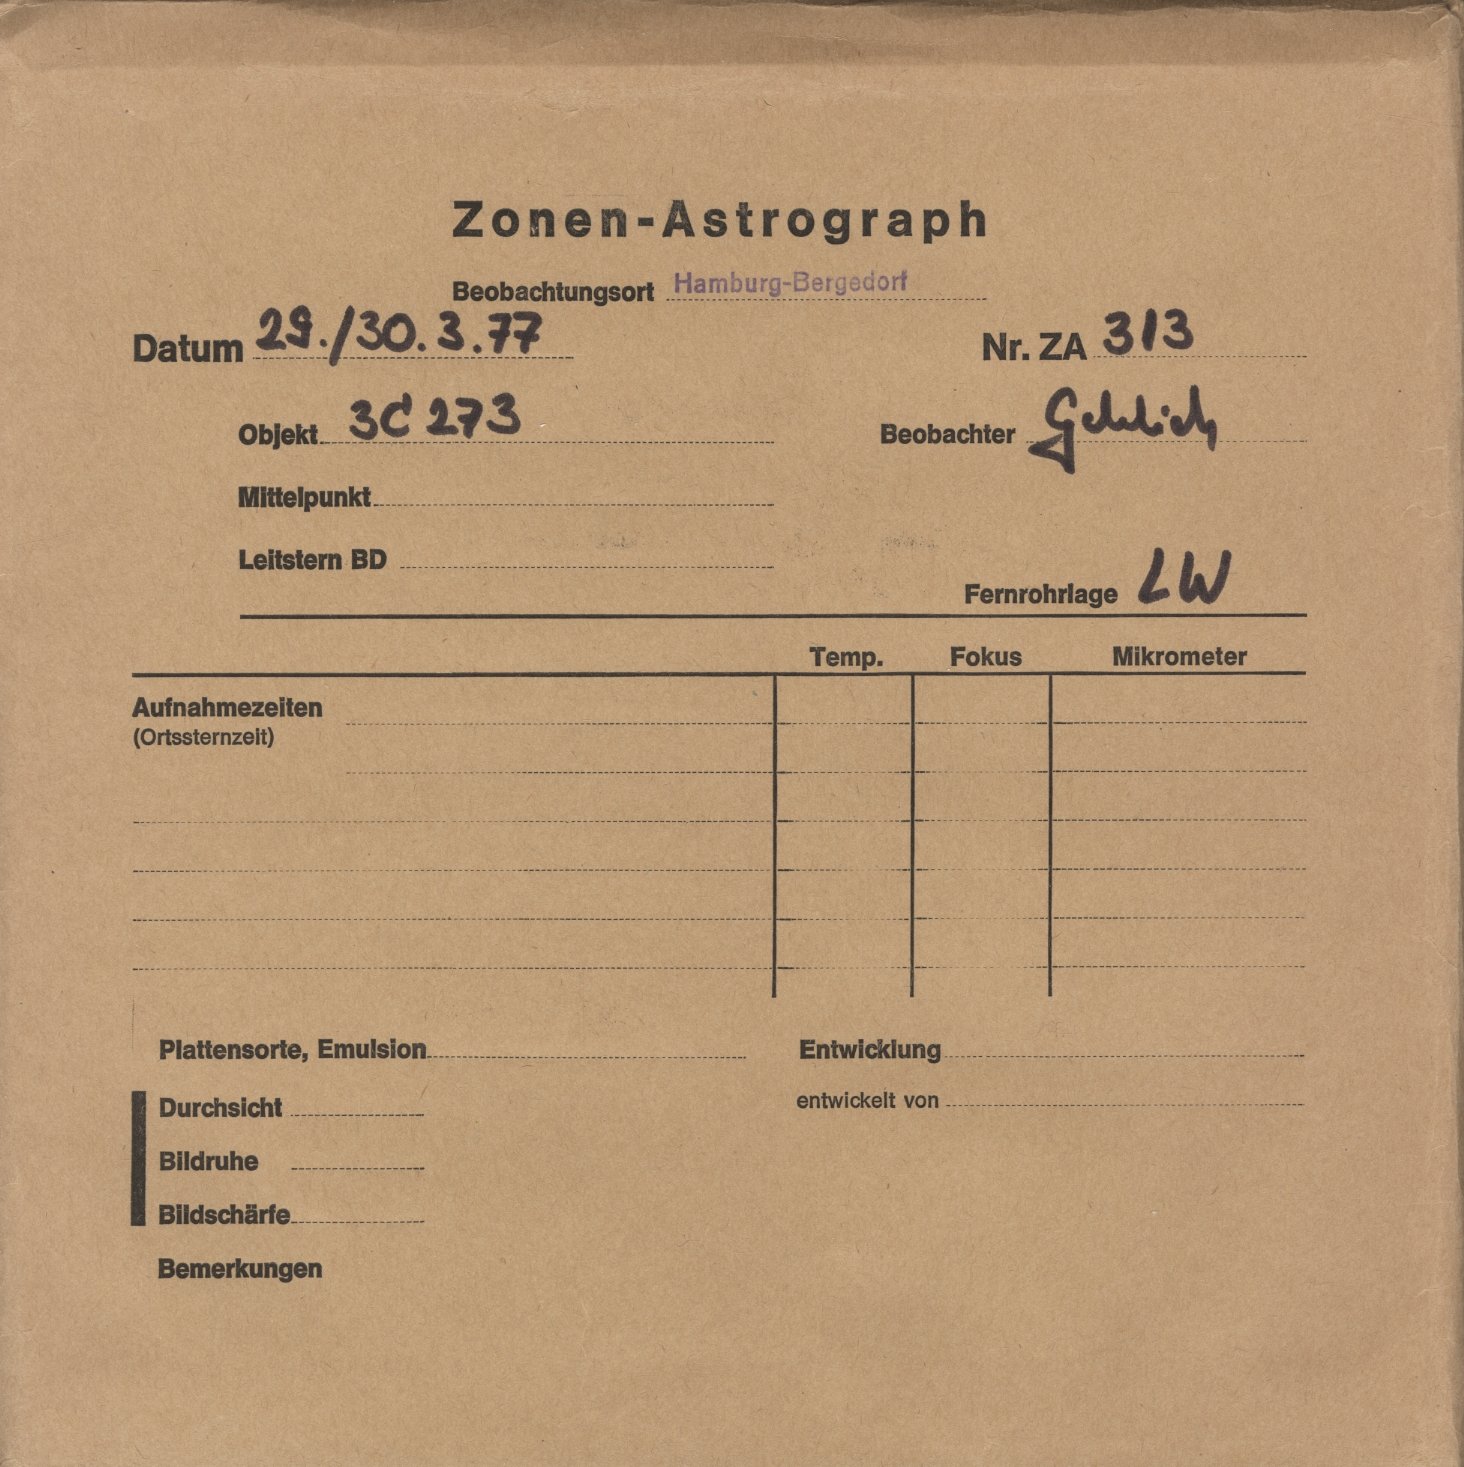 Zonen-Astrograph
Beobachtungsort Hamburg-Bergedorf
Datum 29./30.3.77 Nr. ZA 313
Objekt 3C 273 Beobachter
Mittelpunkt
Leitstern BD
Fernrohrlage LW
Temp. Fokus Mikrometer
Aufnahmezeiten
(Ortssternzeit)
Plattensorte, Emulsion Entwicklung
Durchsicht entwickelt von
Bildruhe
Bildschärfe
Bemerkungen